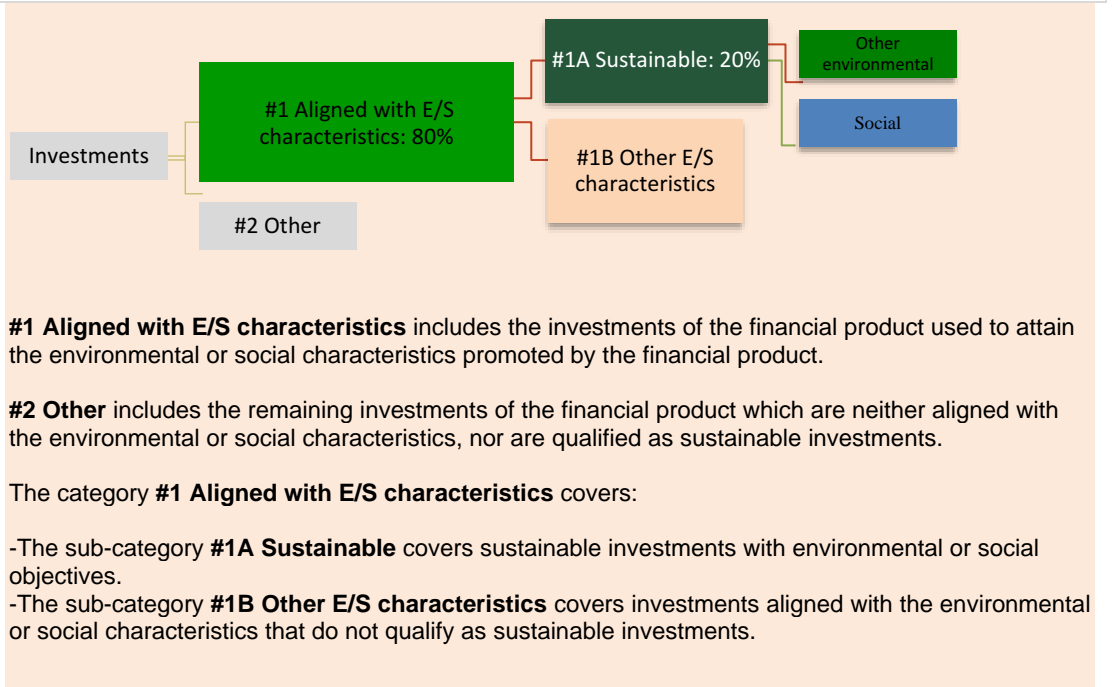 Other
environmental
#1A Sustainable: 20%
#1 Aligned with E/S
characteristics: 80%
Social
Investments
#1B Other E/S
characteristics
#2 Other
#1 Aligned with E/S characteristics includes the investments of the financial product used to attain
the environmental or social characteristics promoted by the financial product.
#2 Other includes the remaining investments of the financial product which are neither aligned with
the environmental or social characteristics, nor are qualified as sustainable investments.
The category #1 Aligned with E/S characteristics covers:
-The sub-category #1A Sustainable covers sustainable investments with environmental or social
objectives.
-The sub-category #1B Other E/S characteristics covers investments aligned with the environmental
or social characteristics that do not qualify as sustainable investments.